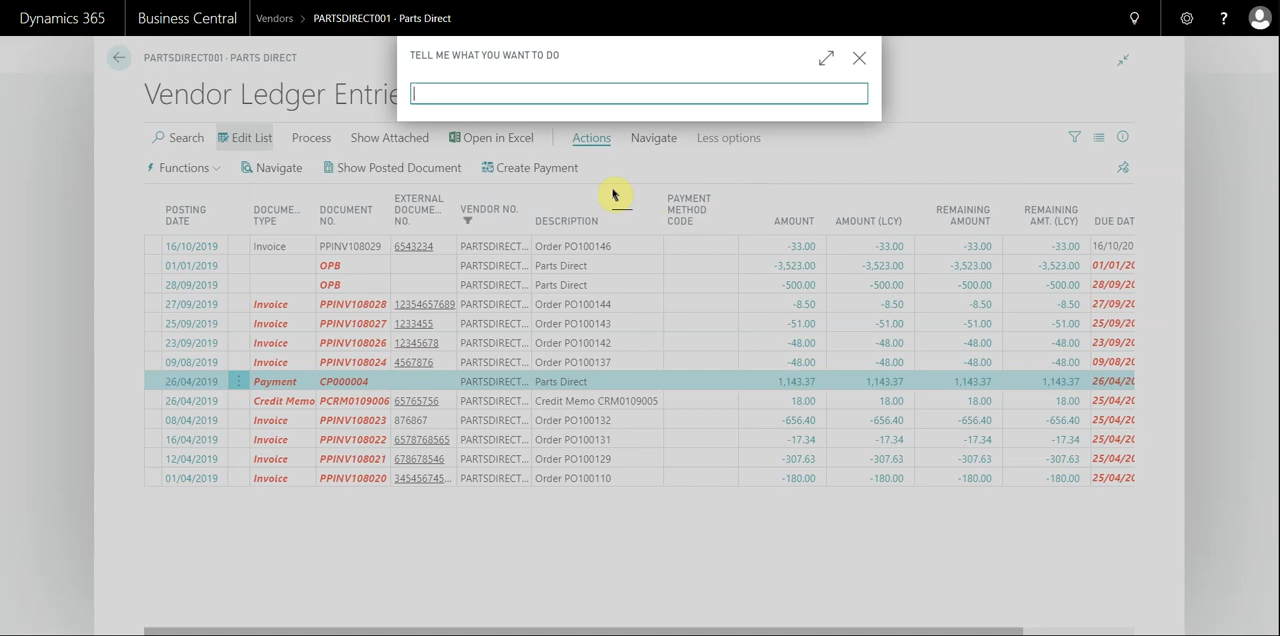 Dynamics 365 Business Central Vendors > PARTSDIRECT001 · Parts Direct ?
PARTSDIRECT001 · PARTS DIRECT
TELL ME WHAT YOU WANT TO DO
Vendor Ledger Entrie
Search Edit List Process Show Attached Open in Excel Actions Navigate Less options
Functions Navigate Show Posted Document Create Payment
POSTING DATE DOCUME... TYPE DOCUMENT NO. EXTERNAL DOCUME... NO. VENDOR NO. DESCRIPTION PAYMENT METHOD CODE AMOUNT AMOUNT (LCY) REMAINING AMOUNT REMAINING AMT. (LCY) DUE DAT
16/10/2019 Invoice PPINV108029 6543234 PARTSDIRECT... Order PO100146 -33.00 -33.00 -33.00 -33.00 16/10/20
01/01/2019 OPB PARTSDIRECT... Parts Direct -3,523.00 -3,523.00 -3,523.00 -3,523.00 01/01/20
28/09/2019 OPB PARTSDIRECT... Parts Direct -500.00 -500.00 -500.00 -500.00 28/09/20
27/09/2019 Invoice PPINV108028 12354657689 PARTSDIRECT... Order PO100144 -8.50 -8.50 -8.50 -8.50 27/09/20
25/09/2019 Invoice PPINV108027 1233455 PARTSDIRECT... Order PO100143 -51.00 -51.00 -51.00 -51.00 25/09/20
23/09/2019 Invoice PPINV108026 12345678 PARTSDIRECT... Order PO100142 -48.00 -48.00 -48.00 -48.00 23/09/20
09/08/2019 Invoice PPINV108024 4567876 PARTSDIRECT... Order PO100137 -48.00 -48.00 -48.00 -48.00 09/08/20
26/04/2019 Payment CP000004 PARTSDIRECT... Parts Direct 1,143.37 1,143.37 1,143.37 1,143.37 26/04/20
26/04/2019 Credit Memo PCRM0109006 65765756 PARTSDIRECT... Credit Memo CRM0109005 18.00 18.00 18.00 18.00 25/04/20
08/04/2019 Invoice PPINV108023 876867 PARTSDIRECT... Order PO100132 -656.40 -656.40 -656.40 -656.40 25/04/20
16/04/2019 Invoice PPINV108022 6578768565 PARTSDIRECT... Order PO100131 -17.34 -17.34 -17.34 -17.34 25/04/20
12/04/2019 Invoice PPINV108021 678678546 PARTSDIRECT... Order PO100129 -307.63 -307.63 -307.63 -307.63 25/04/20
01/04/2019 Invoice PPINV108020 345456745... PARTSDIRECT... Order PO100110 -180.00 -180.00 -180.00 -180.00 25/04/20